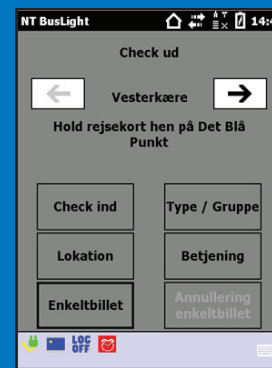 NT BusLight
14:4
Check ud
Vesterkære
Hold rejsekort hen på Det Blå
Punkt
Check ind
Type / Gruppe
Lokation
Betjening
Enkeltbillet
Annullering
enkeltbillet
LOG
OFF